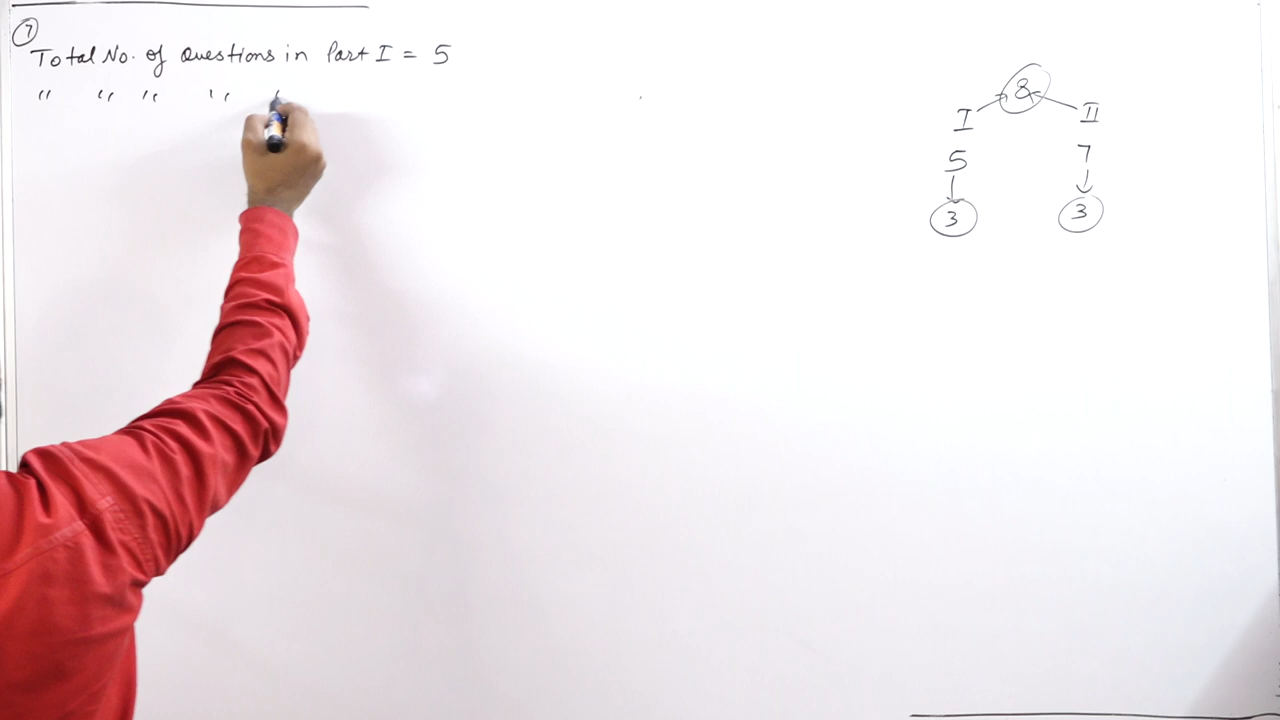 7
Total No. of Questions in Part I = 5
〃 〃 〃 〃 〃
8
I II
5 7
↓ ↓
3 3